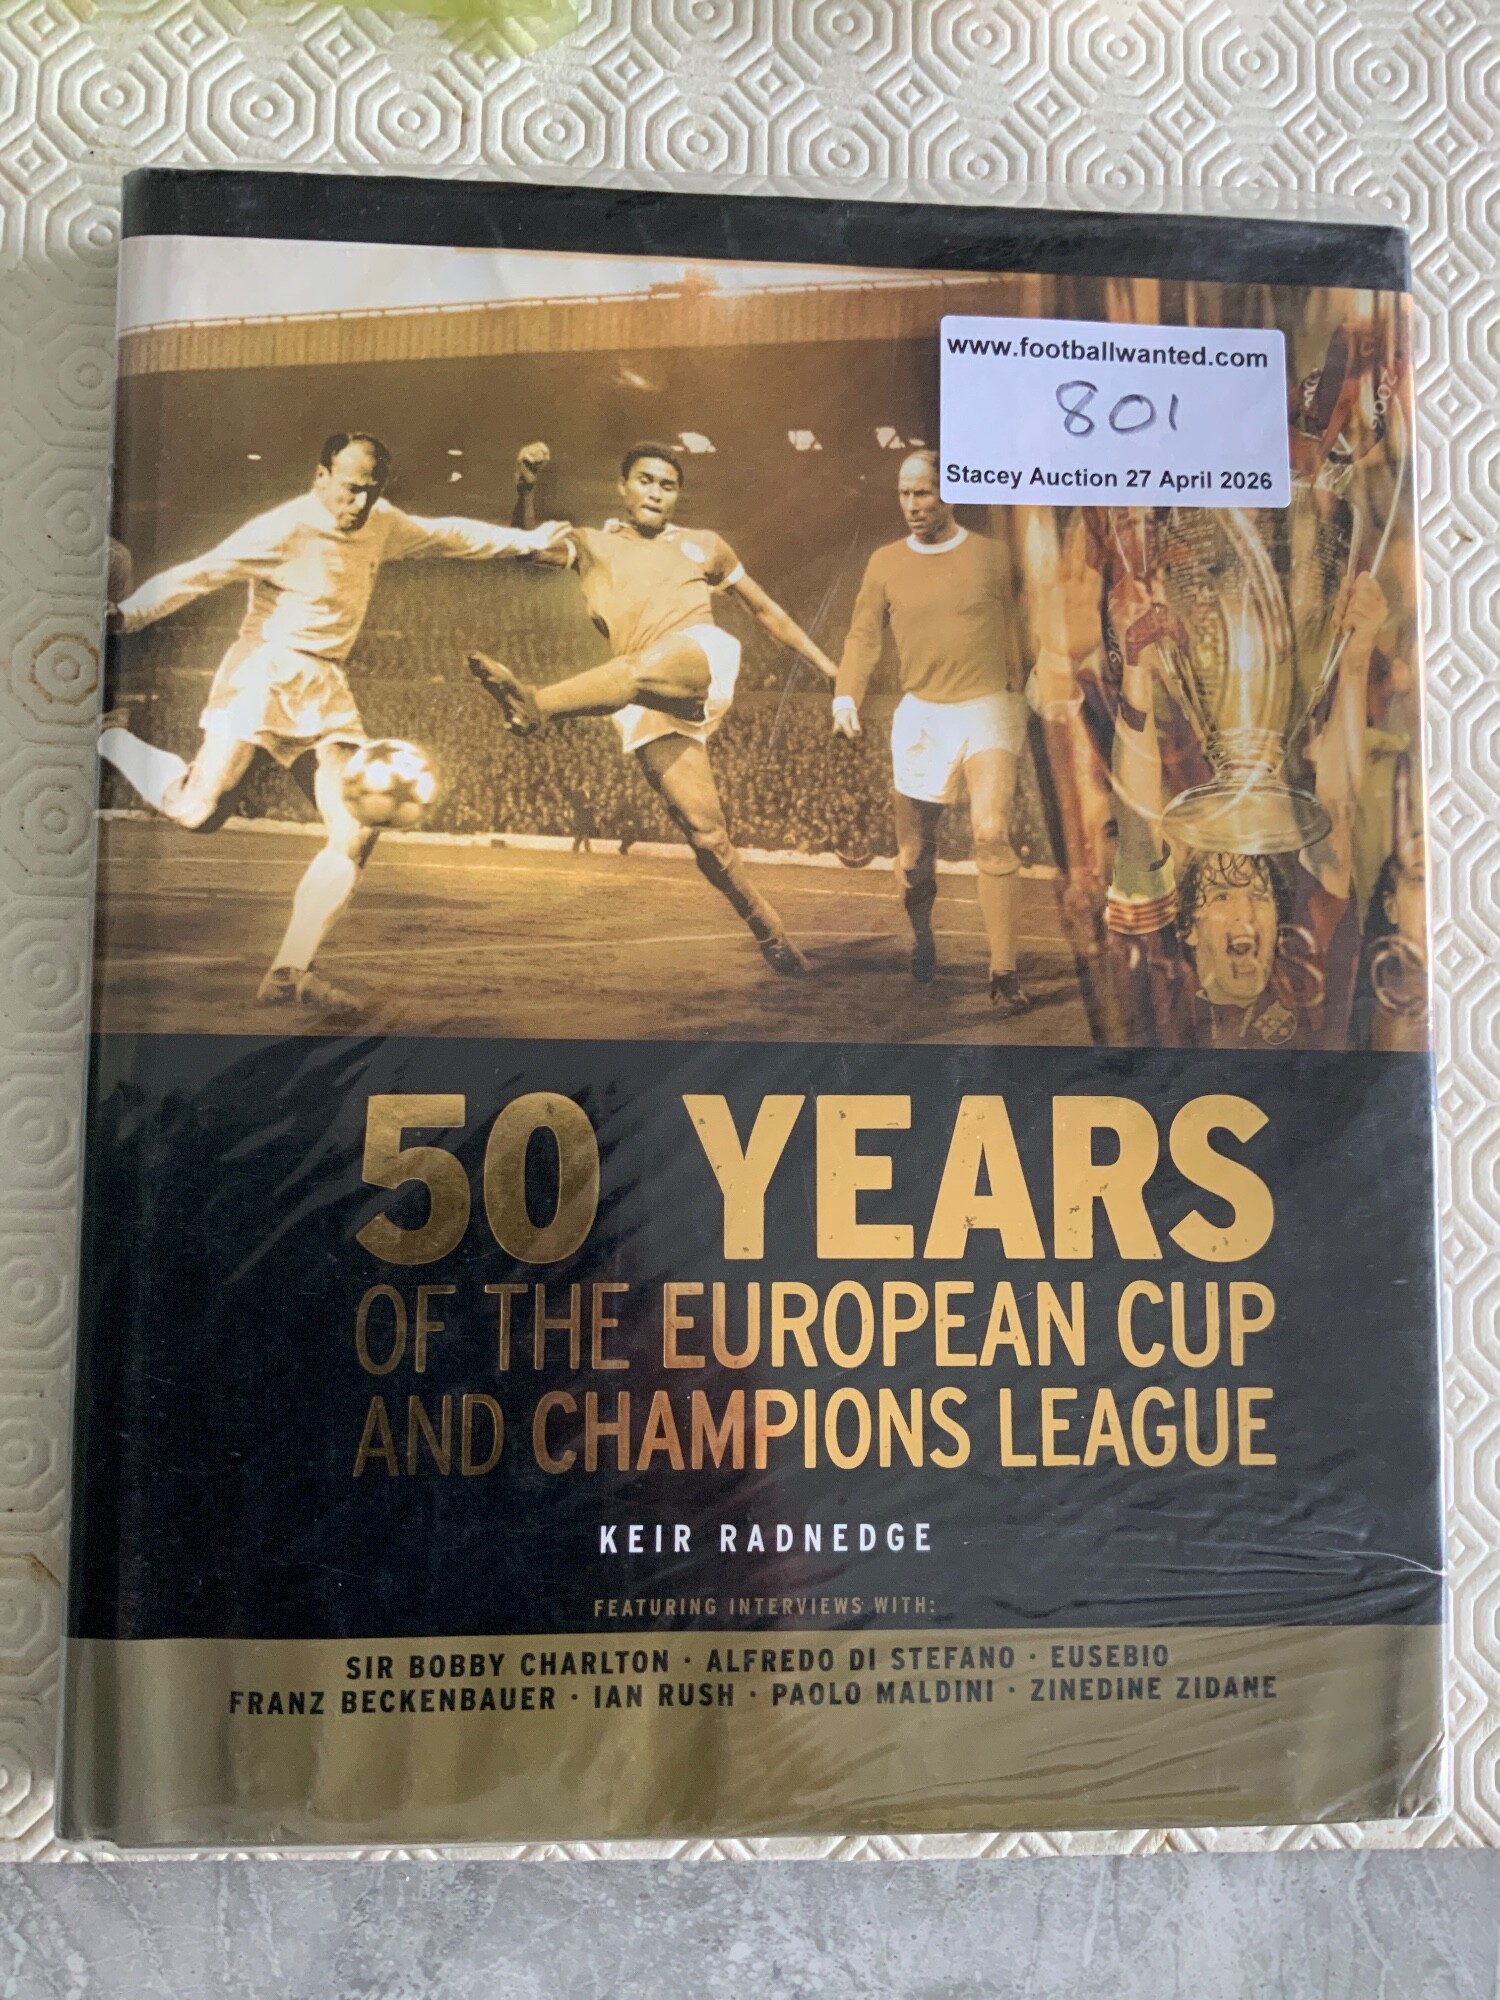 www.footballwanted.com
801
Stacey Auction 27 April 2026
2006
50 YEARS
OF THE EUROPEAN CUP
AND CHAMPIONS LEAGUE
KEIR RADNEDGE
FEATURING INTERVIEWS WITH:
SIR BOBBY CHARLTON · ALFREDO DI STEFANO · EUSEBIO
FRANZ BECKENBAUER · IAN RUSH · PAOLO MALDINI · ZINEDINE ZIDANE